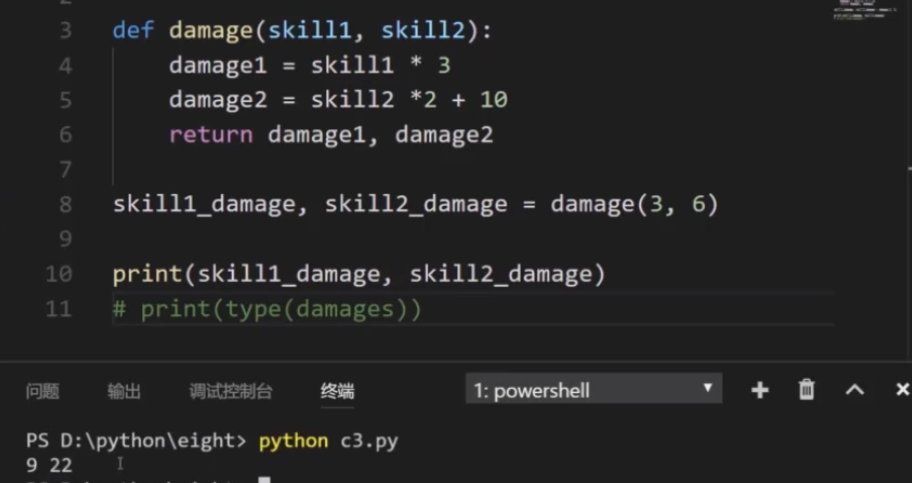 3 def damage(skill1, skill2):
4     damage1 = skill1 * 3
5     damage2 = skill2 *2 + 10
6     return damage1, damage2
7
8 skill1_damage, skill2_damage = damage(3, 6)
9
10 print(skill1_damage, skill2_damage)
11 # print(type(damages))
问题 输出 调试控制台 终端 1: powershell
PS D:\python\eight> python c3.py
9 22